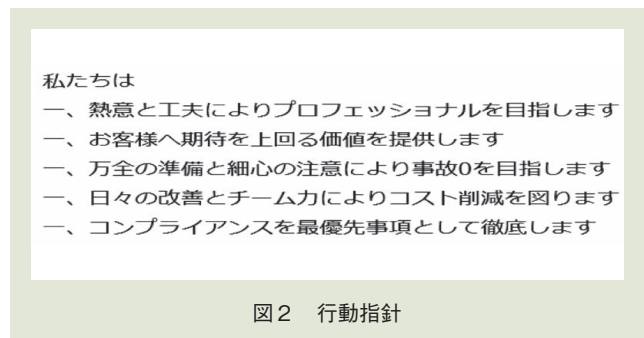 私たちは
一、熱意と工夫によりプロフェッショナルを目指します
一、お客様へ期待を上回る価値を提供します
一、万全の準備と細心の注意により事故0を目指します
一、日々の改善とチーム力によりコスト削減を図ります
一、コンプライアンスを最優先事項として徹底します
図2　行動指針